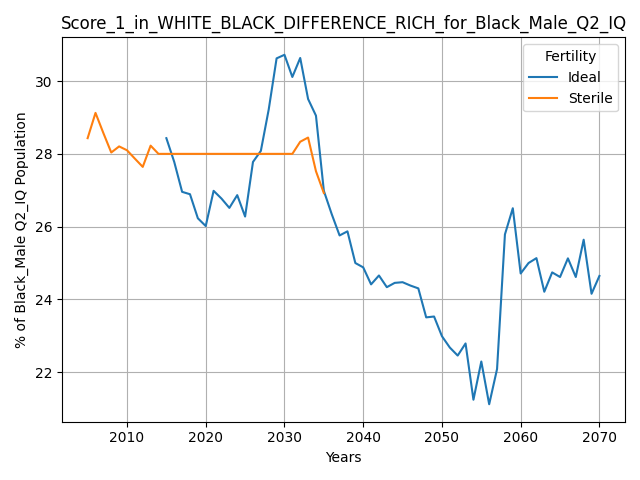 Score_1_in_WHITE_BLACK_DIFFERENCE_RICH_for_Black_Male_Q2_IQ
Fertility
Ideal
Sterile
% of Black_Male Q2_IQ Population
30
28
26
24
22
2010 2020 2030 2040 2050 2060 2070
Years